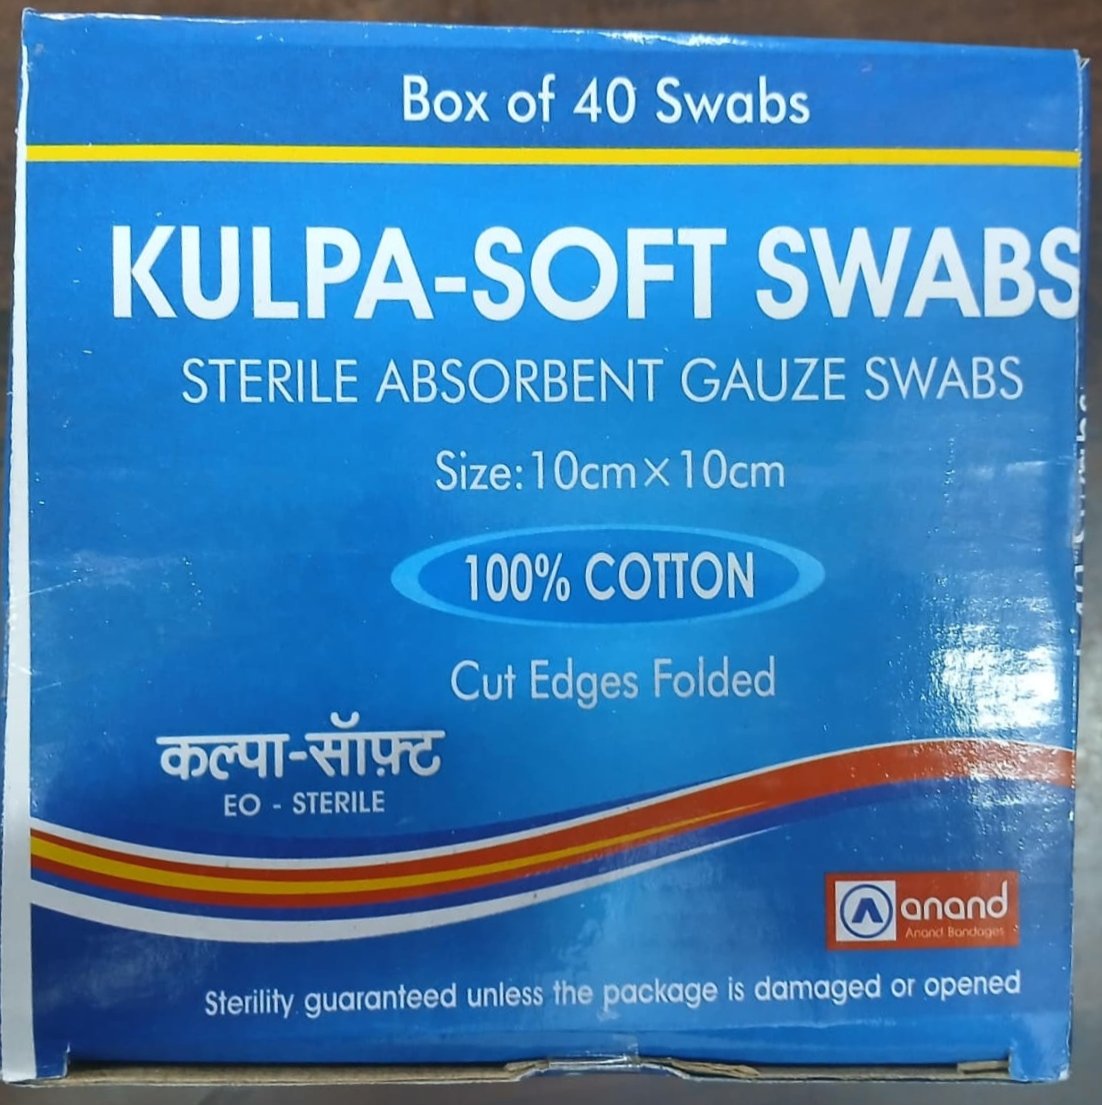 Box of 40 Swabs
KULPA-SOFT SWABS
STERILE ABSORBENT GAUZE SWABS
Size:10cm×10cm
100% COTTON
Cut Edges Folded
कल्पा-सॉफ़्ट
EO - STERILE
anand
Anand Bandages
Sterility guaranteed unless the package is damaged or opened